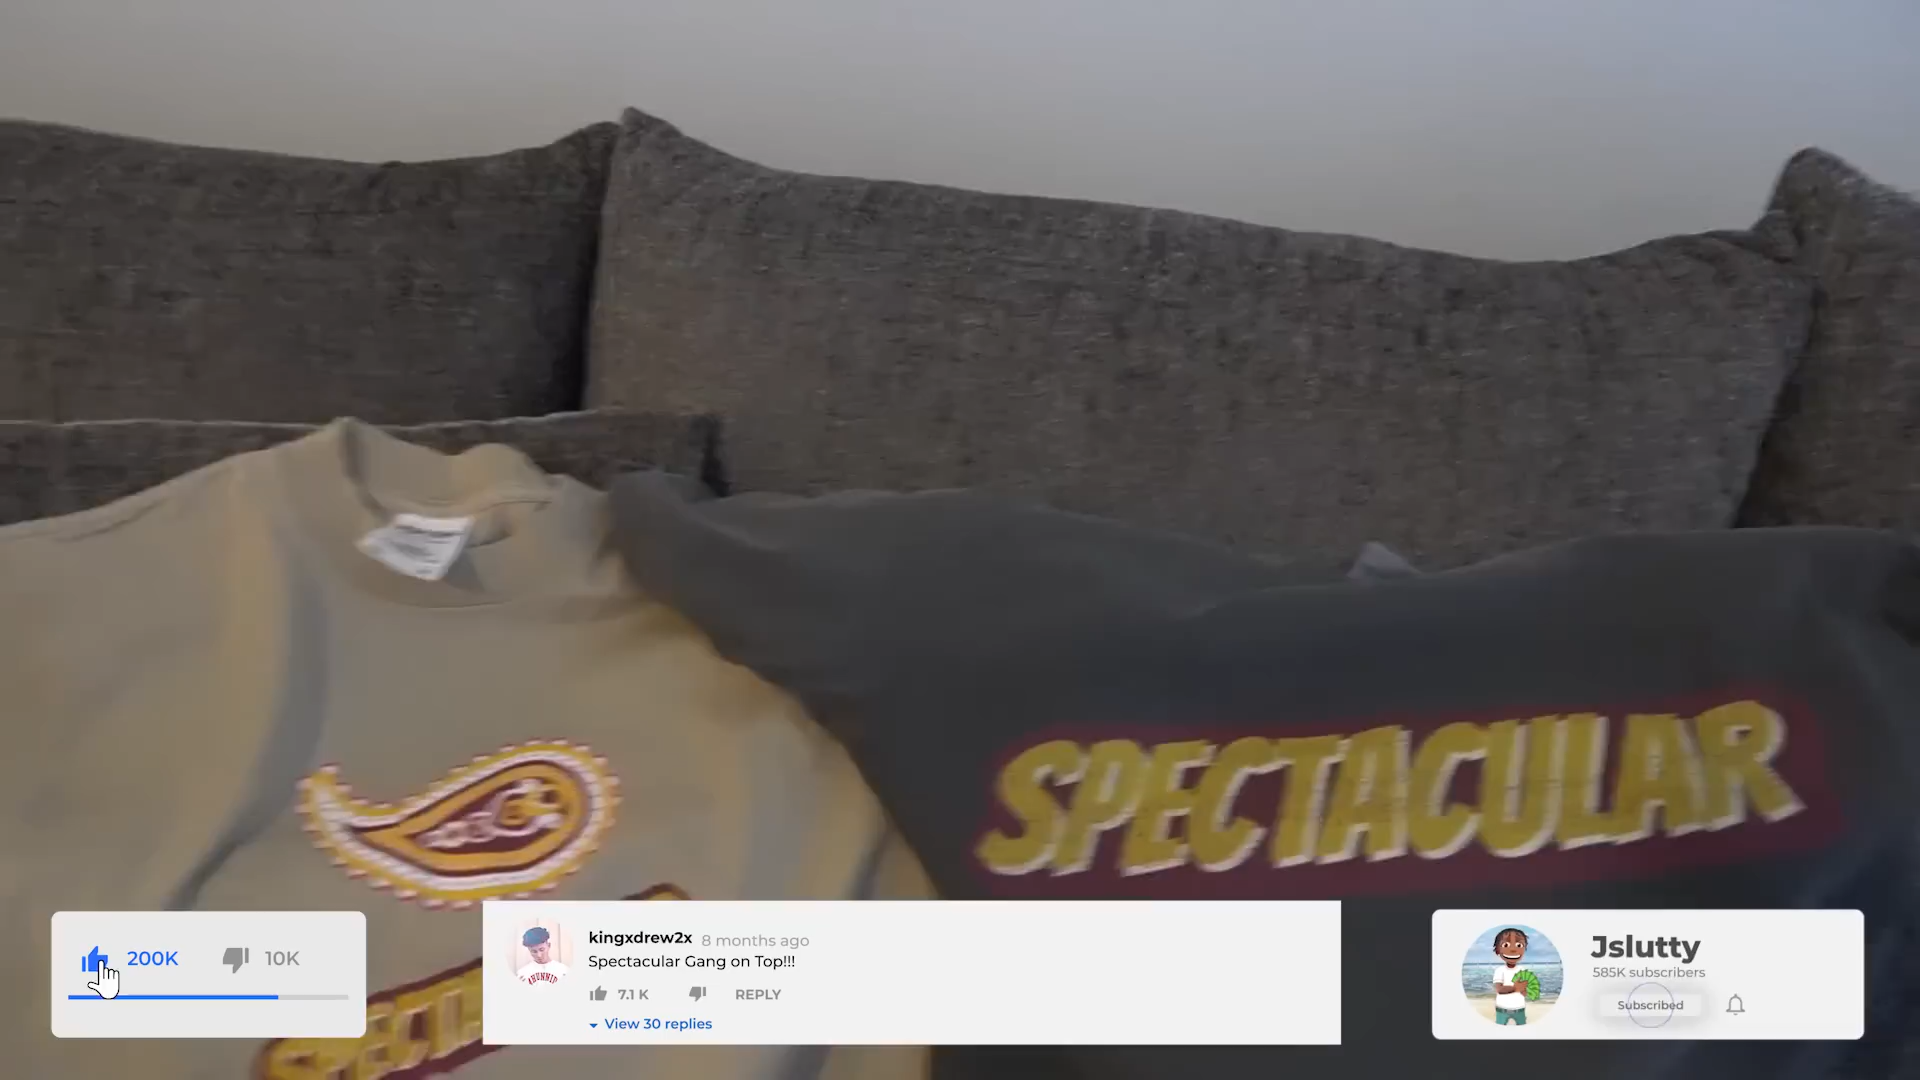 SPECTACULAR
SPECTA
200K 10K
kingxdrew2x 8 months ago
Spectacular Gang on Top!!!
7.1 K REPLY
View 30 replies
Jslutty
585K subscribers
Subscribed